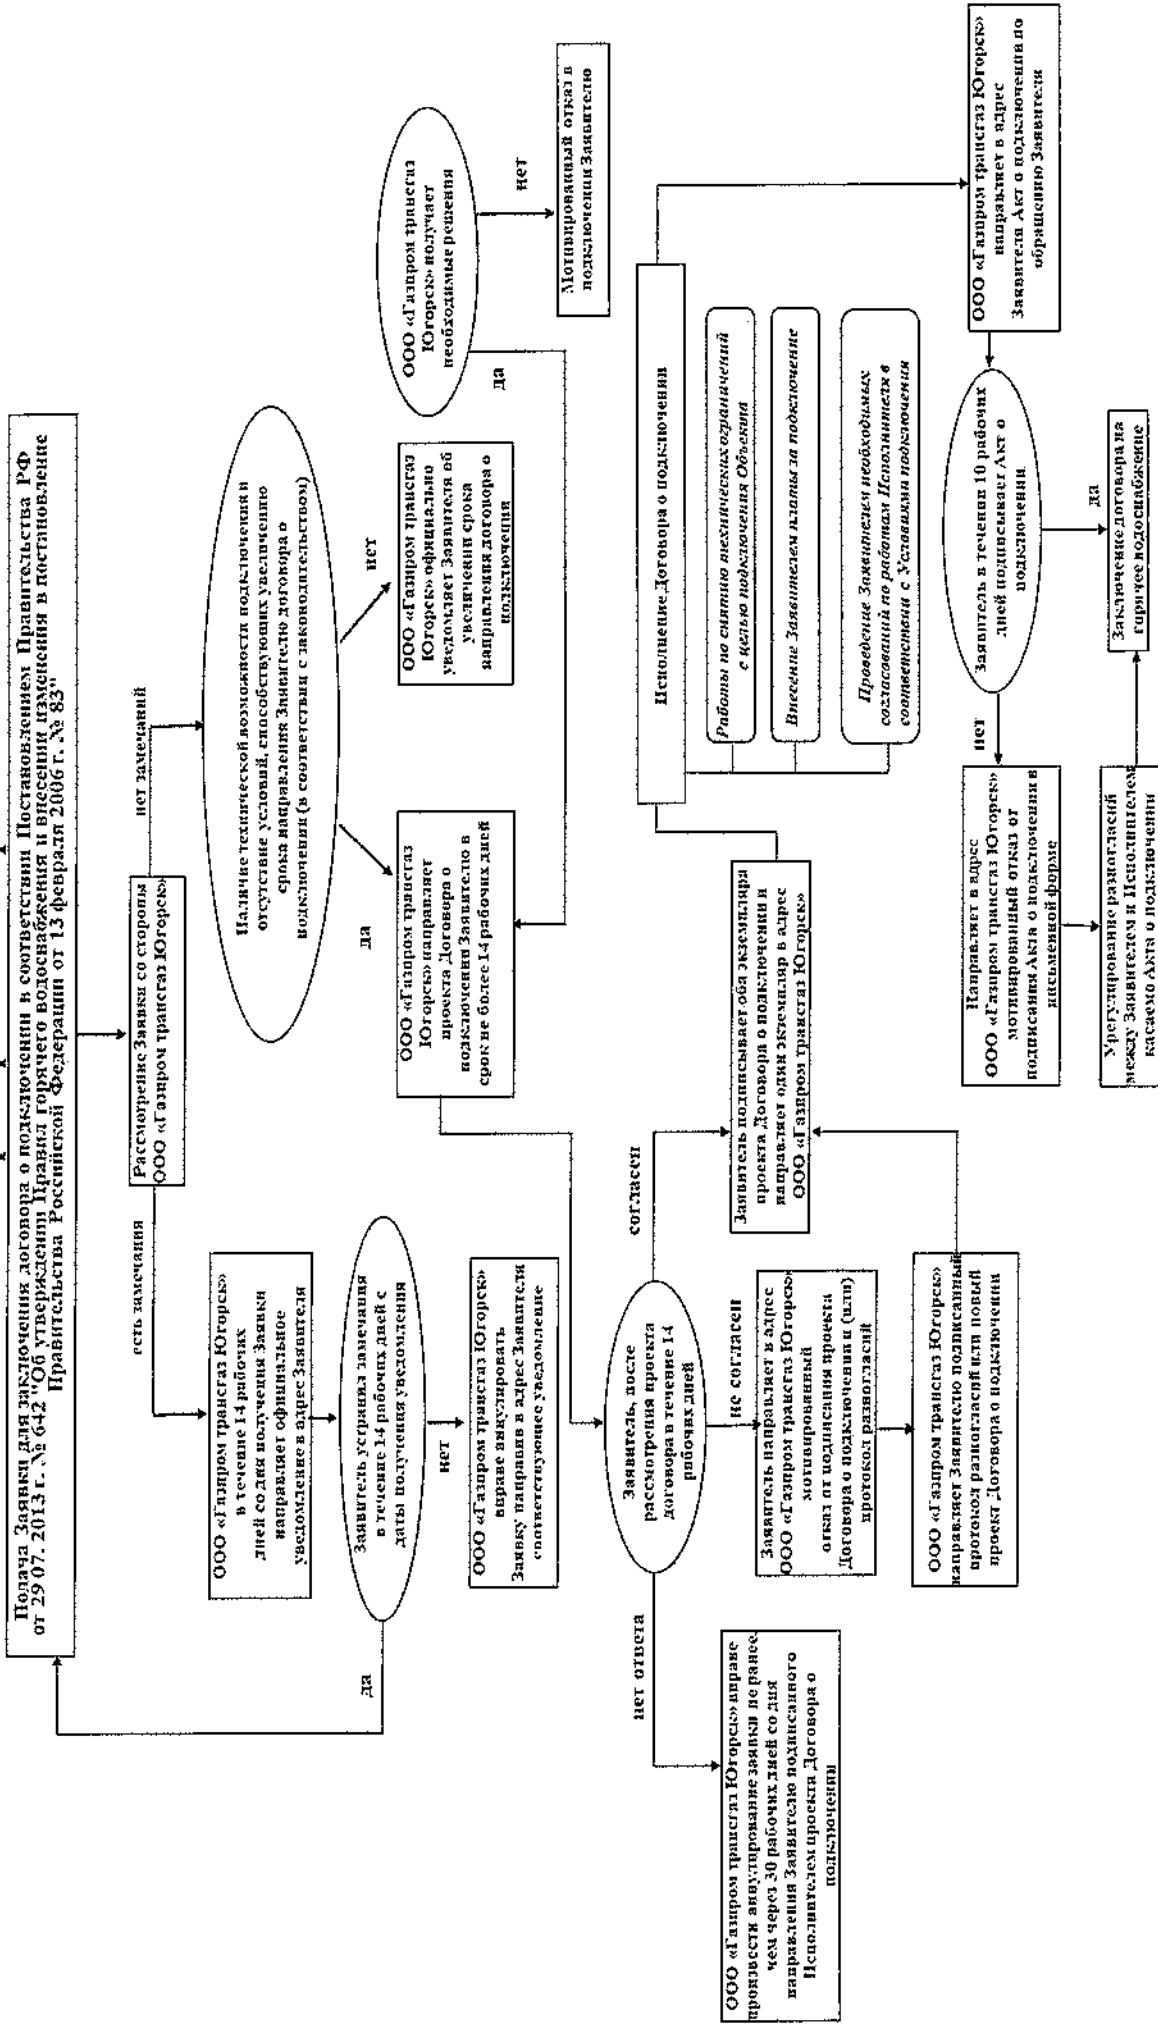 Подача Заявки для заключения договора о подключении в соответствии Постановлением Правительства РФ
от 29 07. 2013 г. № 642 "Об утверждении Правил горячего водоснабжения и внесении изменения в постановление
Правительства Российской Федерации от 13 февраля 2006 г. № 83"
Рассмотрение Заявки со стороны
ООО «Газпром трансгаз Югорск»
есть замечания
нет замечаний
ООО «Газпром трансгаз Югорск»
в течение 14 рабочих
дней со дня получения Заявки
направляет официальное
уведомление в адрес Заявителя
Заявитель устранил замечания
в течение 14 рабочих дней с
даты получения уведомления
да
нет
ООО «Газпром трансгаз Югорск»
вправе аннулировать
Заявку направив в адрес Заявителя
соответствующее уведомление
Наличие технической возможности подключения и
отсутствие условий, способствующих увеличению
срока направления Заявителю договора о
подключении (в соответствии с законодательством)
да
нет
ООО «Газпром трансгаз
Югорск» направляет
проекта Договора о
подключении Заявителю в
срок не более 14 рабочих дней
ООО «Газпром трансгаз
Югорск» официально
уведомляет Заявителя об
увеличении срока
направления договора о
подключении
ООО «Газпром трансгаз
Югорск» получает
необходимые решения
да
нет
Мотивированный отказ в
подключении Заявителю
Заявитель, после
рассмотрения проекта
договора в течение 14
рабочих дней
нет ответа
не согласен
согласен
ООО «Газпром трансгаз Югорск» вправе
произвести аннулирование заявки не ранее,
чем через 30 рабочих дней со дня
направления Заявителю подписанного
Исполнителем проекта Договора о
подключении
Заявитель направляет в адрес
ООО «Газпром трансгаз Югорск»
мотивированный
отказ от подписания проекта
Договора о подключении и (или)
протокол разногласий
ООО «Газпром трансгаз Югорск»
направляет Заявителю подписанный
протокол разногласий или новый
проект Договора о подключении
Заявитель подписывает оба экземпляра
проекта Договора о подключении и
направляет один экземпляр в адрес
ООО «Газпром трансгаз Югорск»
Исполнение Договора о подключении
Работы по снятию технических ограничений
с целью подключения Объекта
Внесение Заявителем платы за подключение
Проведение Заявителем необходимых
согласований по работам Исполнителя в
соответствии с Условиями подключения
ООО «Газпром трансгаз Югорск»
направляет в адрес
Заявителя Акт о подключении по
обращению Заявителя
Заявитель в течении 10 рабочих
дней подписывает Акт о
подключении
нет
да
Направляет в адрес
ООО «Газпром трансгаз Югорск»
мотивированный отказ от
подписания Акта о подключении в
письменной форме
Урегулирование разногласий
между Заявителем и Исполнителем
касаемо Акта о подключении
Заключение договора на
горячее водоснабжение